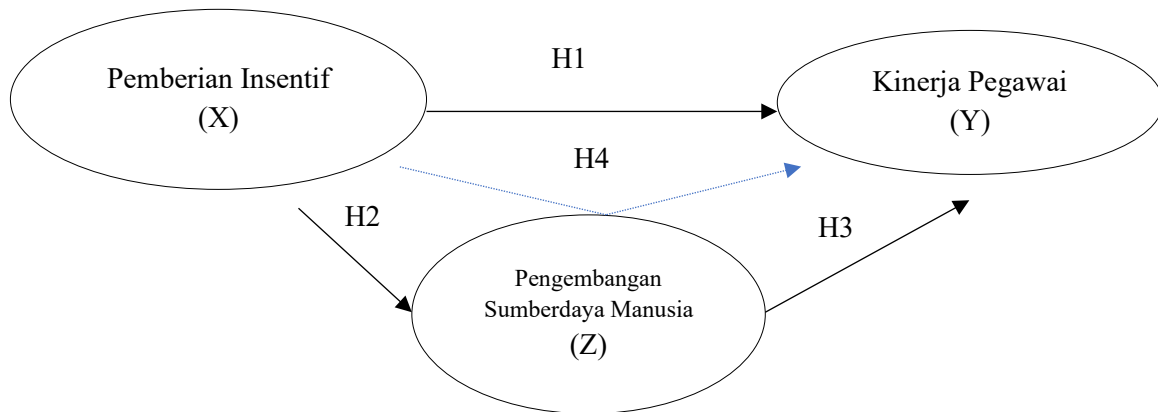 Pemberian Insentif
(X)
H1
Kinerja Pegawai
(Y)
H4
H2
H3
Pengembangan
Sumberdaya Manusia
(Z)